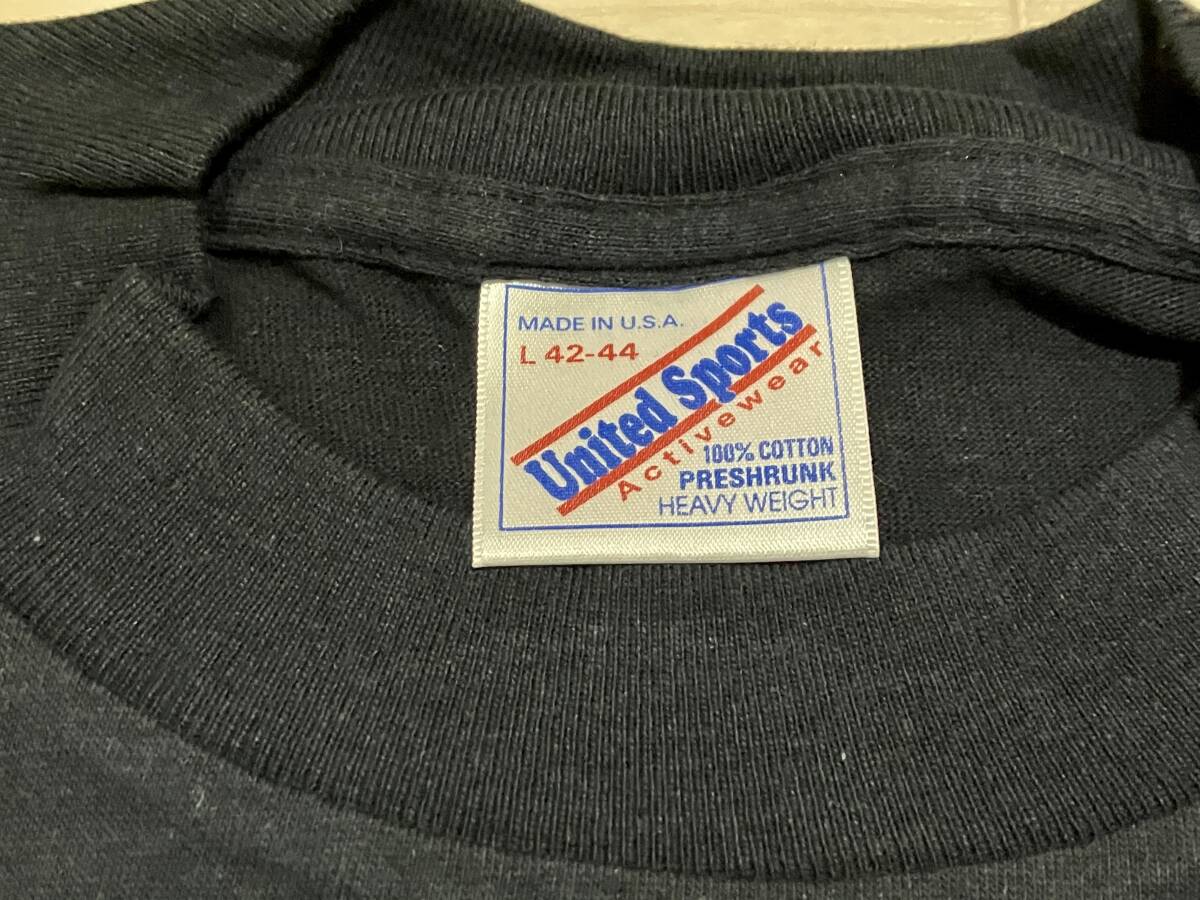 MADE IN U.S.A.
L 42-44
United Sports
Activewear
100% COTTON
PRESHRUNK
HEAVY WEIGHT